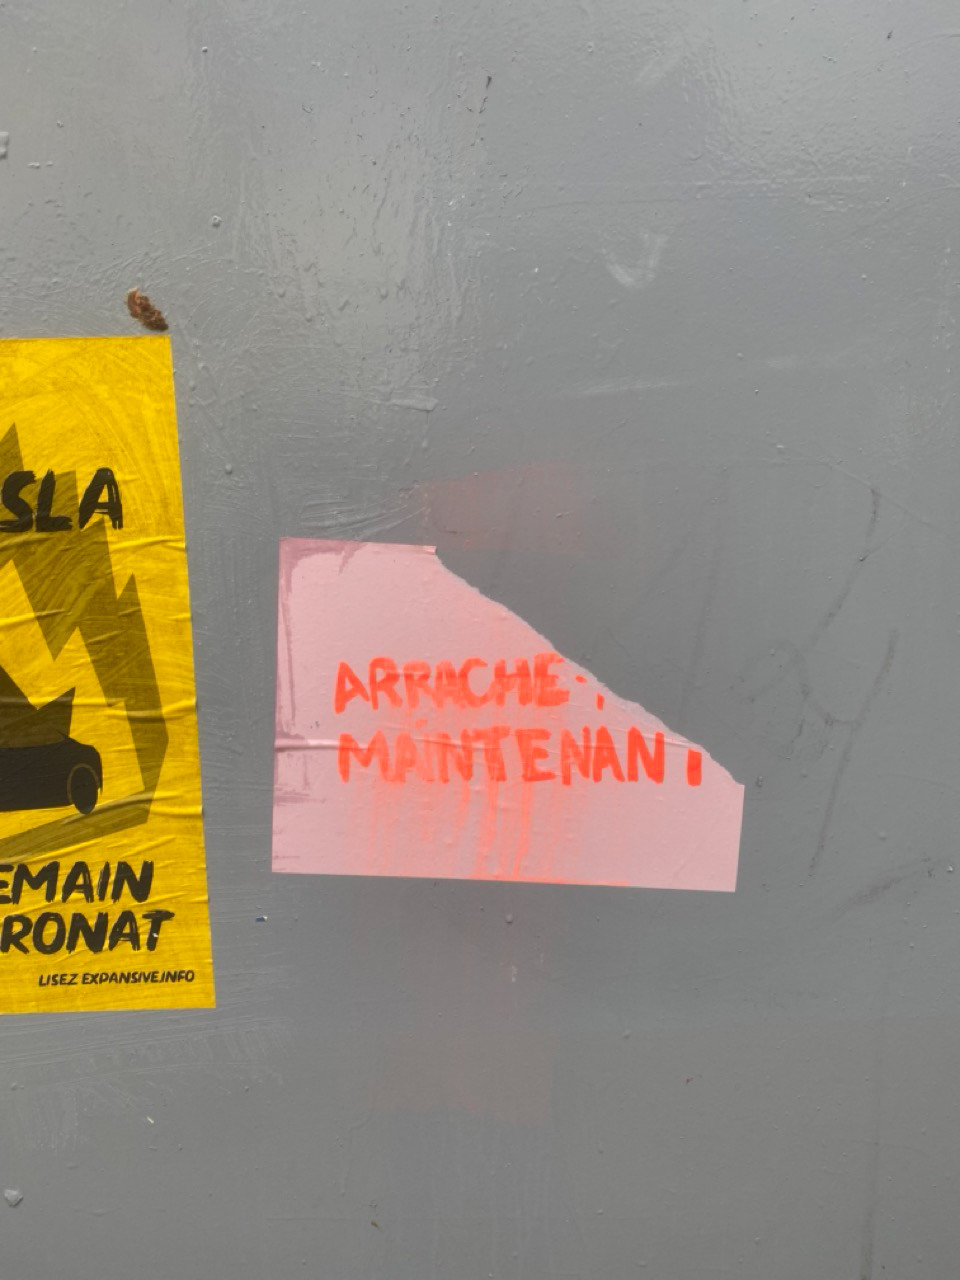 SLA
EMAIN
RONAT
LISEZ EXPANSIVE.INFO
ARRACHE-
MAINTENAN